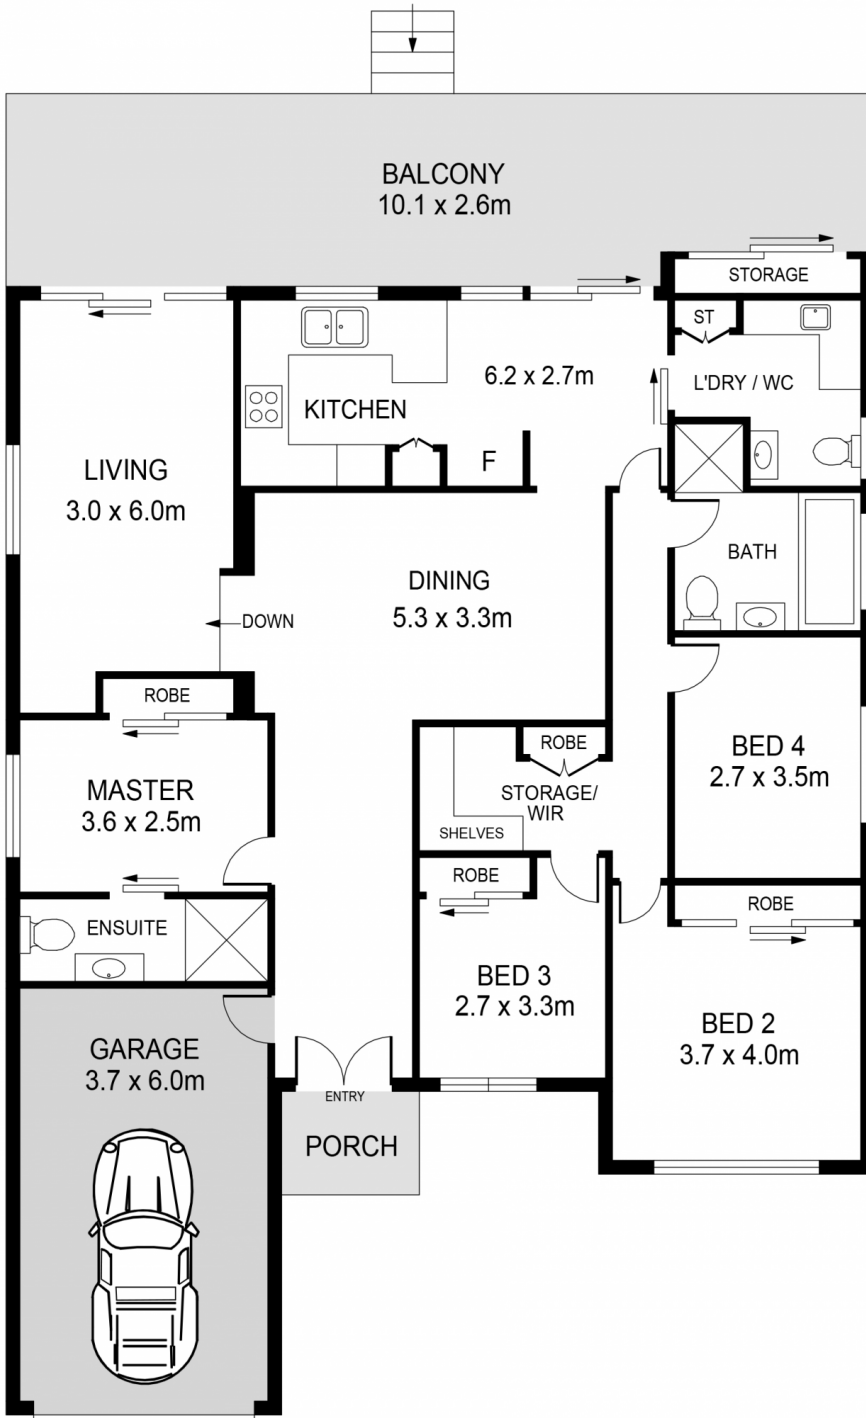 BALCONY
10.1 x 2.6m
STORAGE
ST
L'DRY / WC
6.2 x 2.7m
KITCHEN
F
LIVING
3.0 x 6.0m
BATH
DINING
5.3 x 3.3m
DOWN
ROBE
MASTER
3.6 x 2.5m
ROBE
STORAGE/
WIR
SHELVES
BED 4
2.7 x 3.5m
ROBE
ROBE
ENSUITE
BED 3
2.7 x 3.3m
BED 2
3.7 x 4.0m
GARAGE
3.7 x 6.0m
ENTRY
PORCH